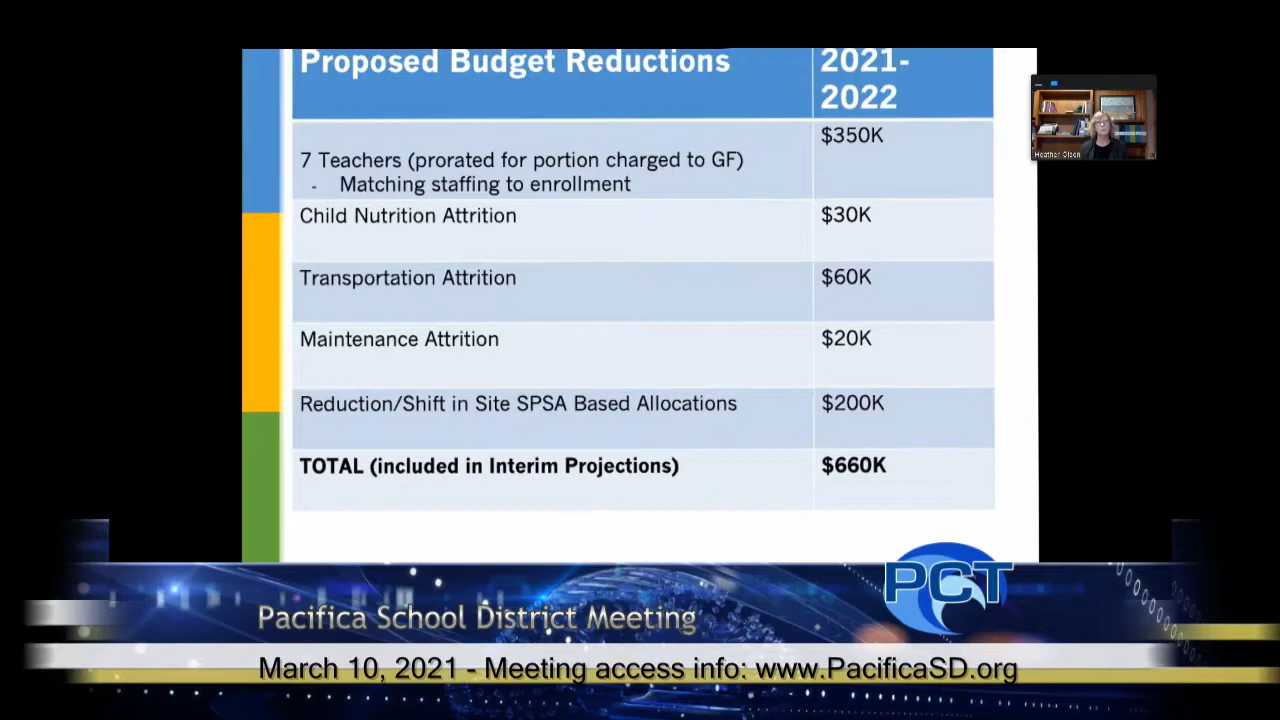 Proposed Budget Reductions
2021-
2022
7 Teachers (prorated for portion charged to GF)
- Matching staffing to enrollment
$350K
Child Nutrition Attrition
$30K
Transportation Attrition
$60K
Maintenance Attrition
$20K
Reduction/Shift in Site SPSA Based Allocations
$200K
TOTAL (included in Interim Projections)
$660K
Heather Olsen
PCT
Pacifica School District Meeting
March 10, 2021 - Meeting access info: www.PacificaSD.org